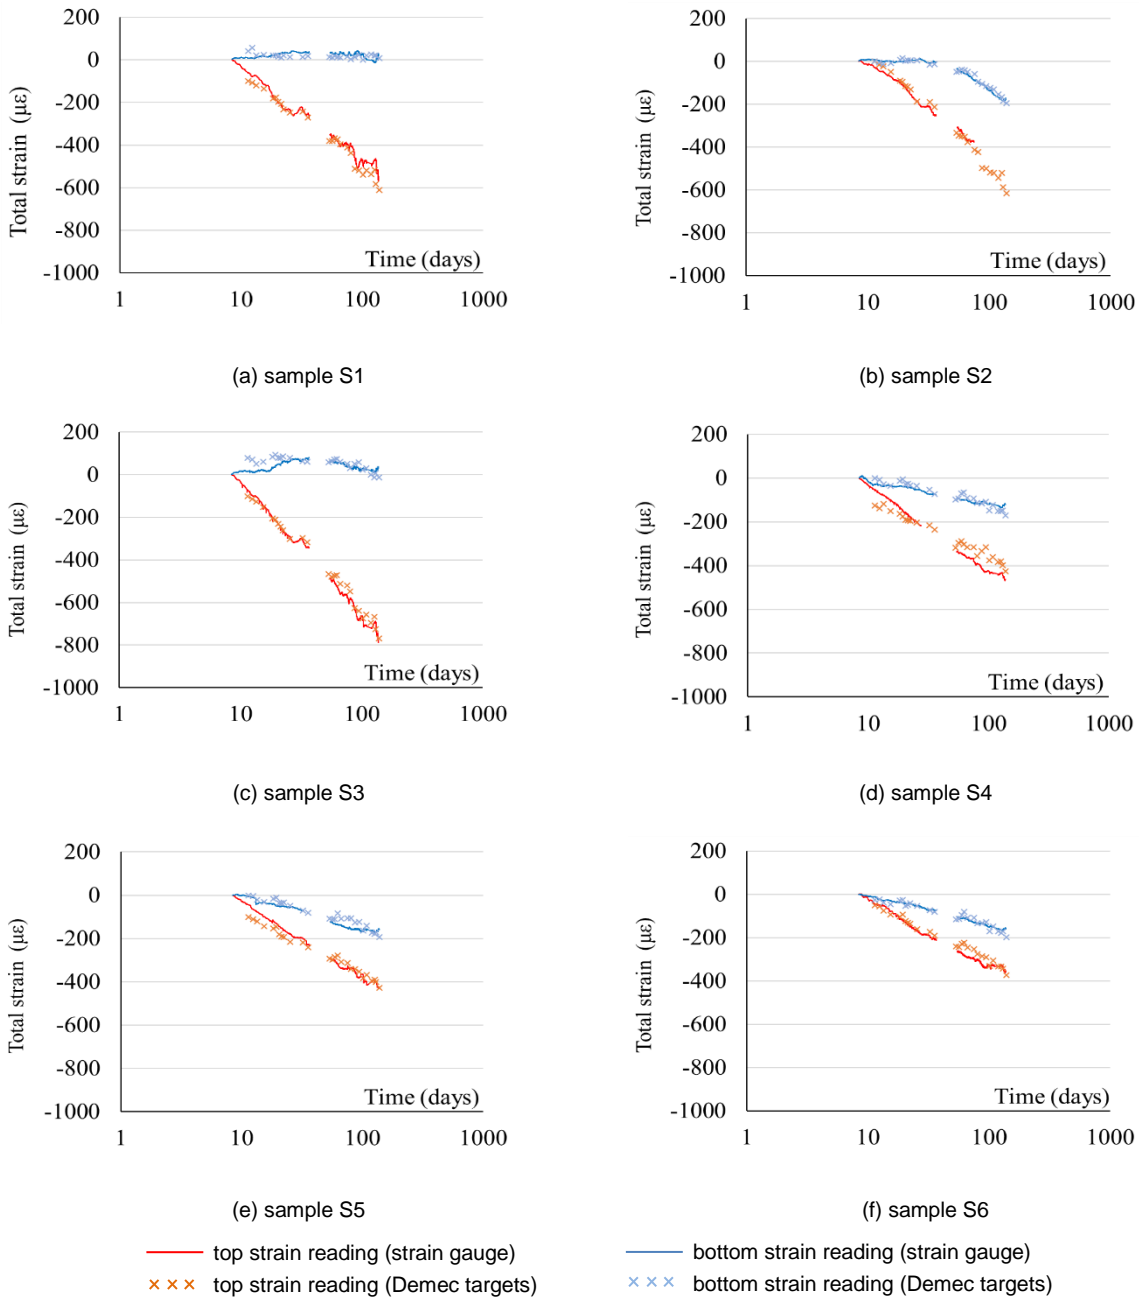 200
0
-200
-400
-600
-800
-1000
Total strain (με)
Time (days)
1 10 100 1000
(a) sample S1
200
0
-200
-400
-600
-800
-1000
Total strain (με)
Time (days)
1 10 100 1000
(b) sample S2
200
0
-200
-400
-600
-800
-1000
Total strain (με)
Time (days)
1 10 100 1000
(c) sample S3
200
0
-200
-400
-600
-800
-1000
Total strain (με)
Time (days)
1 10 100 1000
(d) sample S4
200
0
-200
-400
-600
-800
-1000
Total strain (με)
Time (days)
1 10 100 1000
(e) sample S5
200
0
-200
-400
-600
-800
-1000
Total strain (με)
Time (days)
1 10 100 1000
(f) sample S6
top strain reading (strain gauge)
bottom strain reading (strain gauge)
top strain reading (Demec targets)
bottom strain reading (Demec targets)